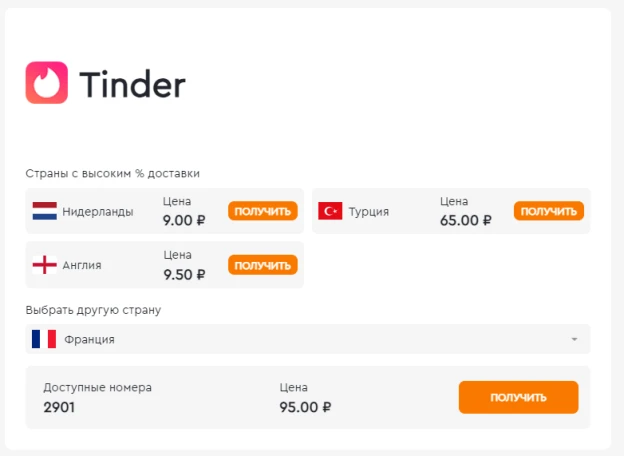 Tinder
Страны с высоким % доставки
Нидерланды
Цена
9.00 ₽
ПОЛУЧИТЬ
Турция
Цена
65.00 ₽
ПОЛУЧИТЬ
Англия
Цена
9.50 ₽
ПОЛУЧИТЬ
Выбрать другую страну
Франция
Доступные номера
2901
Цена
95.00 ₽
ПОЛУЧИТЬ